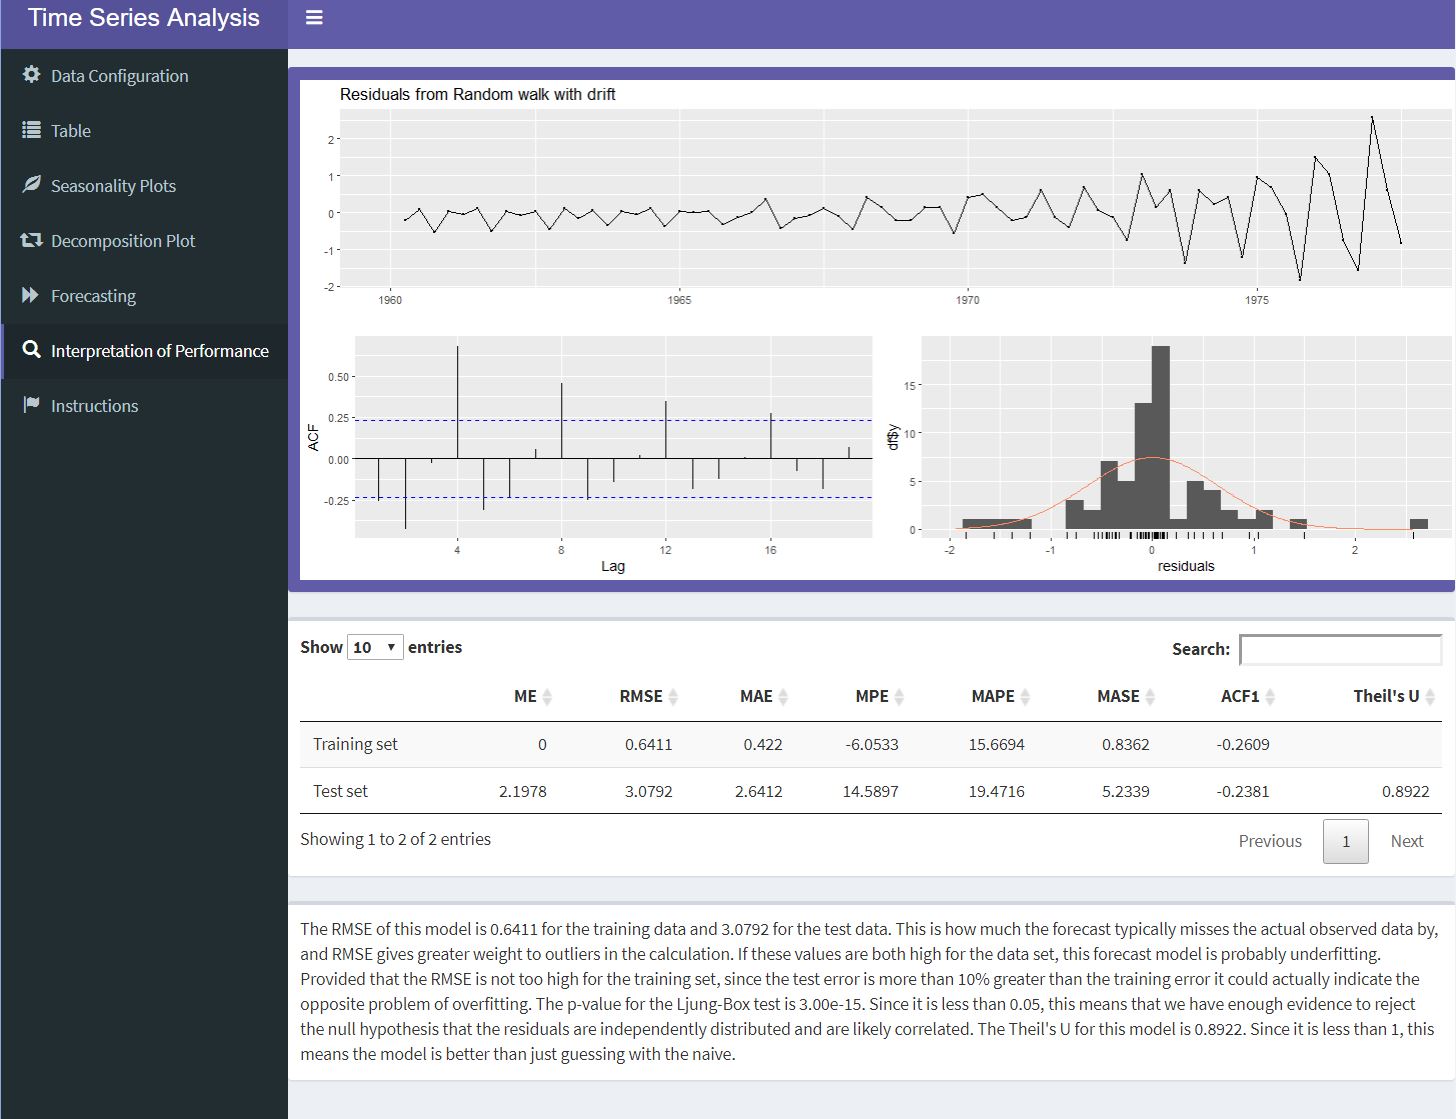 Time Series Analysis
Data Configuration
Table
Seasonality Plots
Decomposition Plot
Forecasting
Interpretation of Performance
Instructions
Residuals from Random walk with drift
2
1
0
-1
-2
1960 1965 1970 1975
ACF
0.50
0.25
0.00
-0.25
4 8 12 16
Lag
df$y
15
10
5
0
-2 -1 0 1 2
residuals
Show 10 entries Search:
ME RMSE MAE MPE MAPE MASE ACF1 Theil's U
Training set 0 0.6411 0.422 -6.0533 15.6694 0.8362 -0.2609
Test set 2.1978 3.0792 2.6412 14.5897 19.4716 5.2339 -0.2381 0.8922
Showing 1 to 2 of 2 entries Previous 1 Next
The RMSE of this model is 0.6411 for the training data and 3.0792 for the test data. This is how much the forecast typically misses the actual observed data by,
and RMSE gives greater weight to outliers in the calculation. If these values are both high for the data set, this forecast model is probably underfitting.
Provided that the RMSE is not too high for the training set, since the test error is more than 10% greater than the training error it could actually indicate the
opposite problem of overfitting. The p-value for the Ljung-Box test is 3.00e-15. Since it is less than 0.05, this means that we have enough evidence to reject
the null hypothesis that the residuals are independently distributed and are likely correlated. The Theil's U for this model is 0.8922. Since it is less than 1, this
means the model is better than just guessing with the naive.